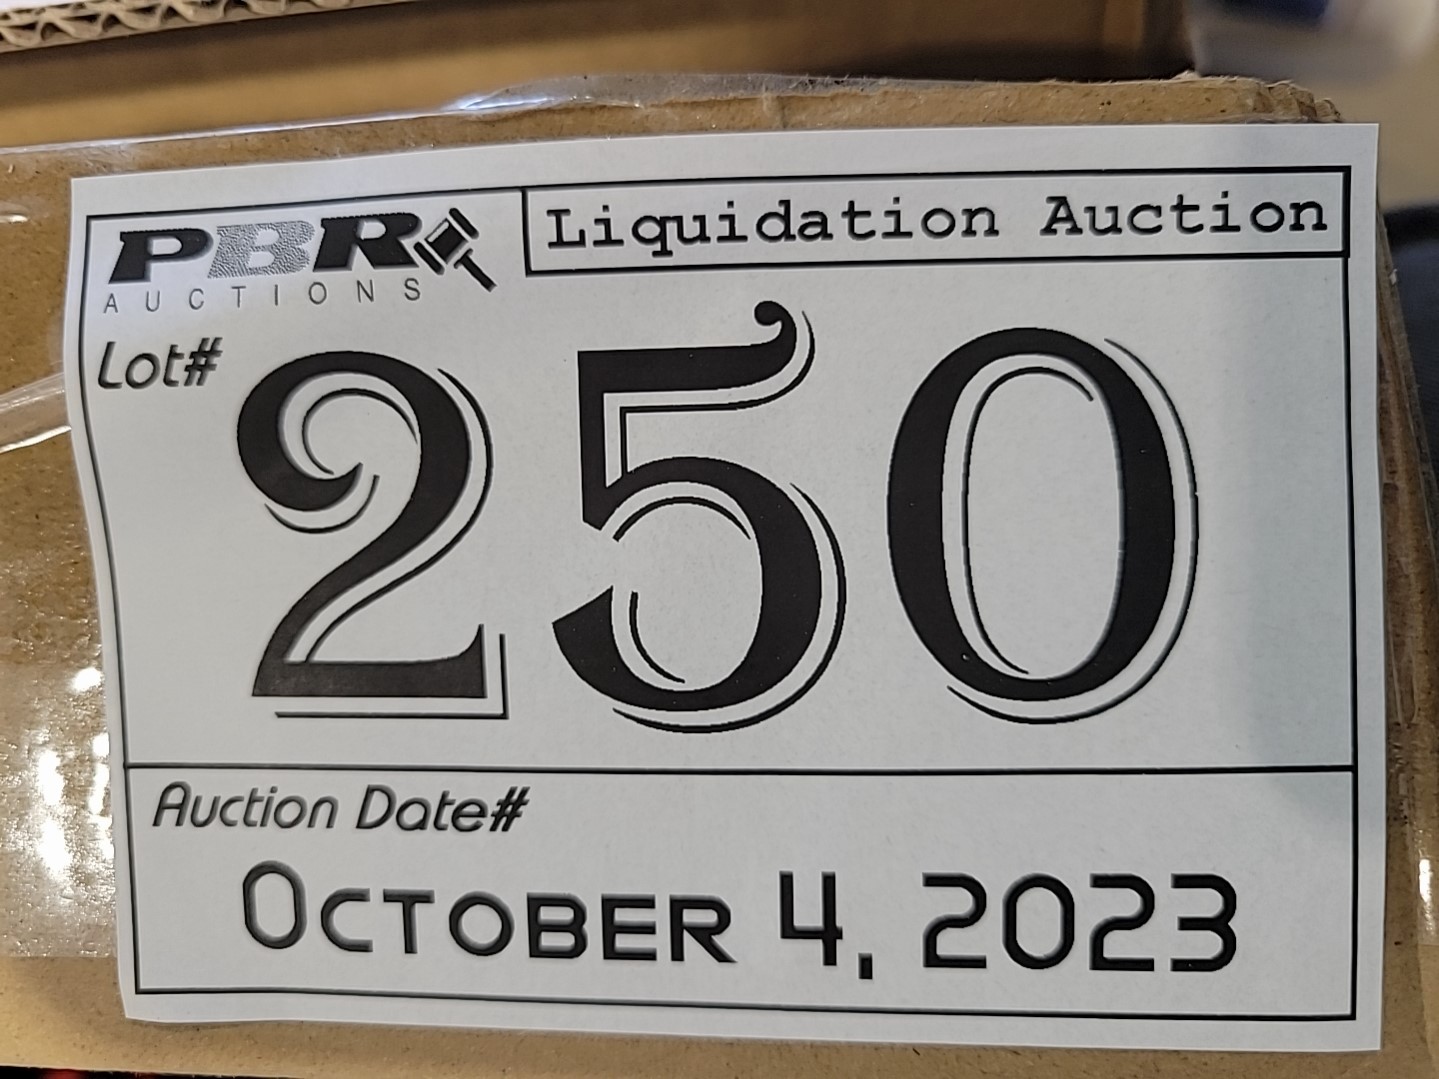 PBR
AUCTIONS
Liquidation Auction
Lot#
250
Auction Date#
October 4, 2023